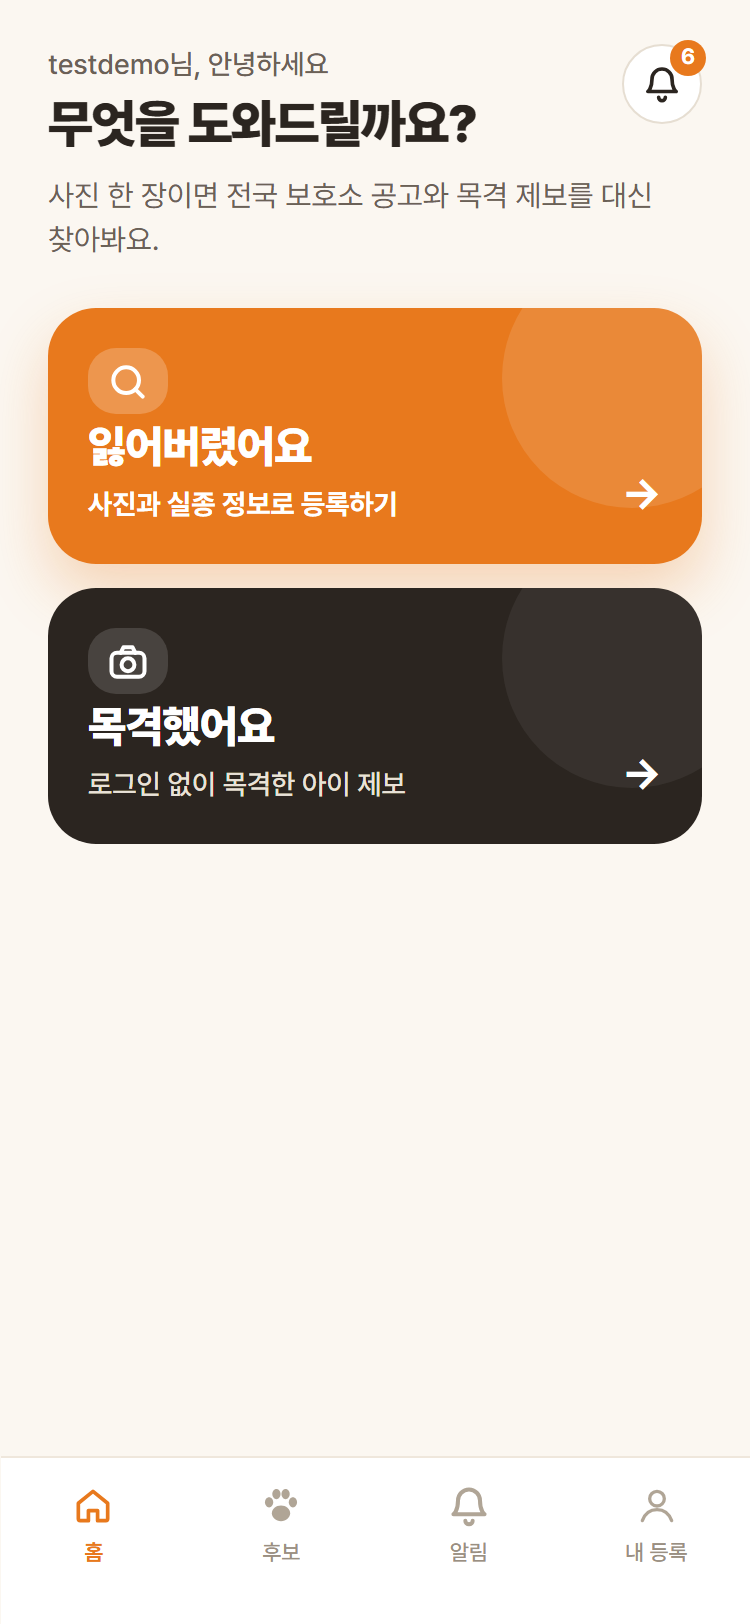 testdemo님, 안녕하세요
6
무엇을 도와드릴까요?
사진 한 장이면 전국 보호소 공고와 목격 제보를 대신
찾아봐요.
잃어버렸어요
사진과 실종 정보로 등록하기
목격했어요
로그인 없이 목격한 아이 제보
홈
후보
알림
내 등록